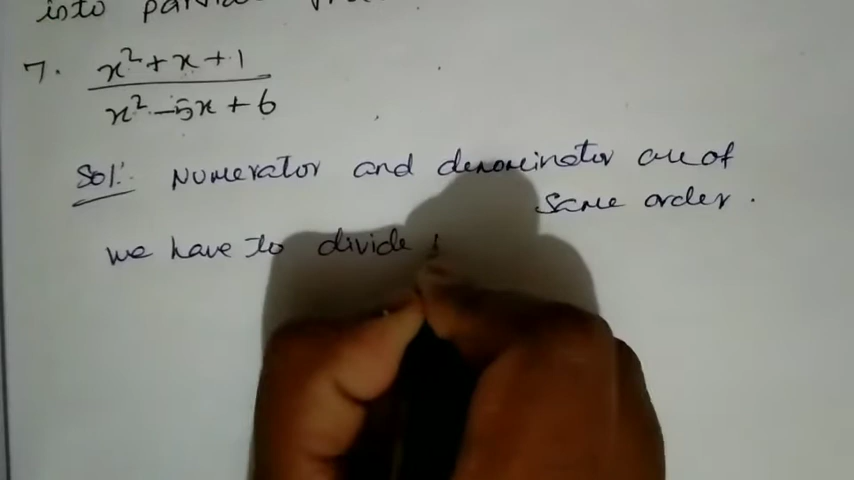 into
7. x² + x + 1
x² - 5x + 6
Sol:. Numerator and denominator are of
same order.
we have to divide